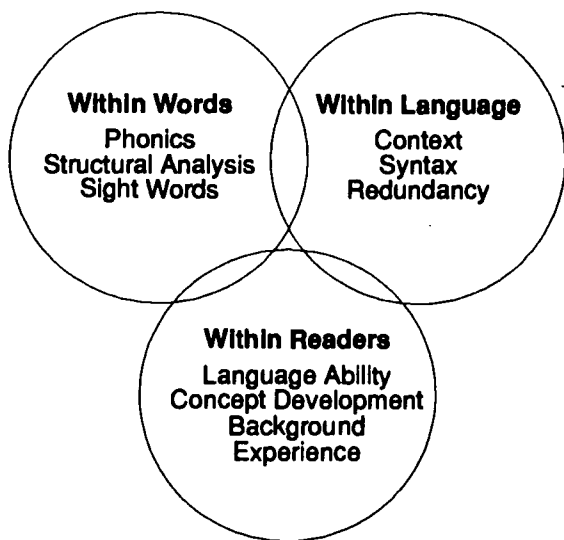 Within Words
Phonics
Structural Analysis
Sight Words
Within Language
Context
Syntax
Redundancy
Within Readers
Language Ability
Concept Development
Background
Experience